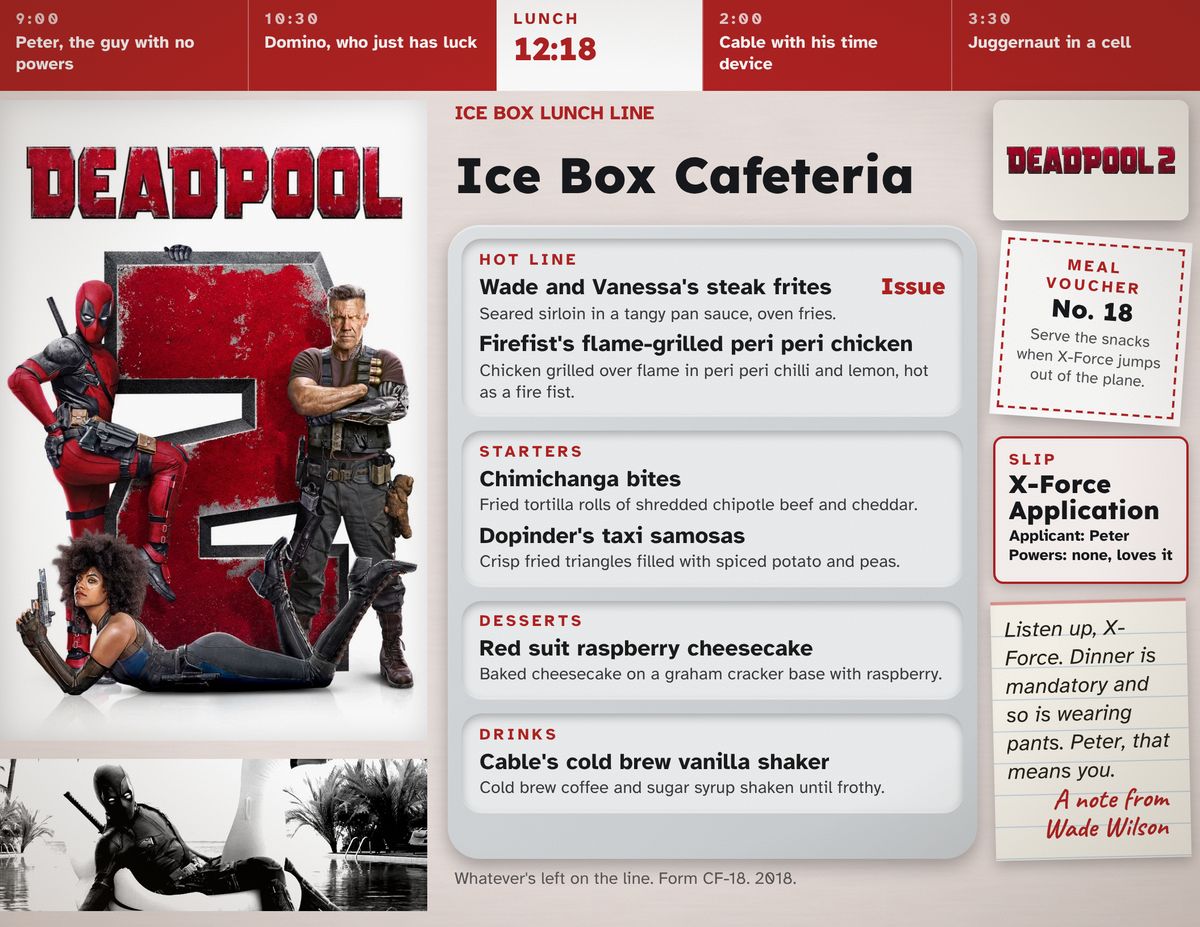 9:00
Peter, the guy with no
powers
10:30
Domino, who just has luck
LUNCH
12:18
2:00
Cable with his time
device
3:30
Juggernaut in a cell
DEADPOOL
2
ICE BOX LUNCH LINE
Ice Box Cafeteria
HOT LINE
Wade and Vanessa's steak frites Issue
Seared sirloin in a tangy pan sauce, oven fries.
Firefist's flame-grilled peri peri chicken
Chicken grilled over flame in peri peri chilli and lemon, hot
as a fire fist.
STARTERS
Chimichanga bites
Fried tortilla rolls of shredded chipotle beef and cheddar.
Dopinder's taxi samosas
Crisp fried triangles filled with spiced potato and peas.
DESSERTS
Red suit raspberry cheesecake
Baked cheesecake on a graham cracker base with raspberry.
DRINKS
Cable's cold brew vanilla shaker
Cold brew coffee and sugar syrup shaken until frothy.
Whatever's left on the line. Form CF-18. 2018.
DEADPOOL 2
MEAL
VOUCHER
No. 18
Serve the snacks
when X-Force jumps
out of the plane.
SLIP
X-Force
Application
Applicant: Peter
Powers: none, loves it
Listen up, X-
Force. Dinner is
mandatory and
so is wearing
pants. Peter, that
means you.
A note from
Wade Wilson